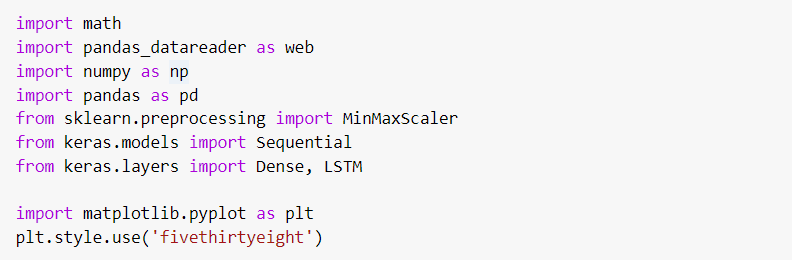 import math
import pandas_datareader as web
import numpy as np
import pandas as pd
from sklearn.preprocessing import MinMaxScaler
from keras.models import Sequential
from keras.layers import Dense, LSTM
import matplotlib.pyplot as plt
plt.style.use('fivethirtyeight')